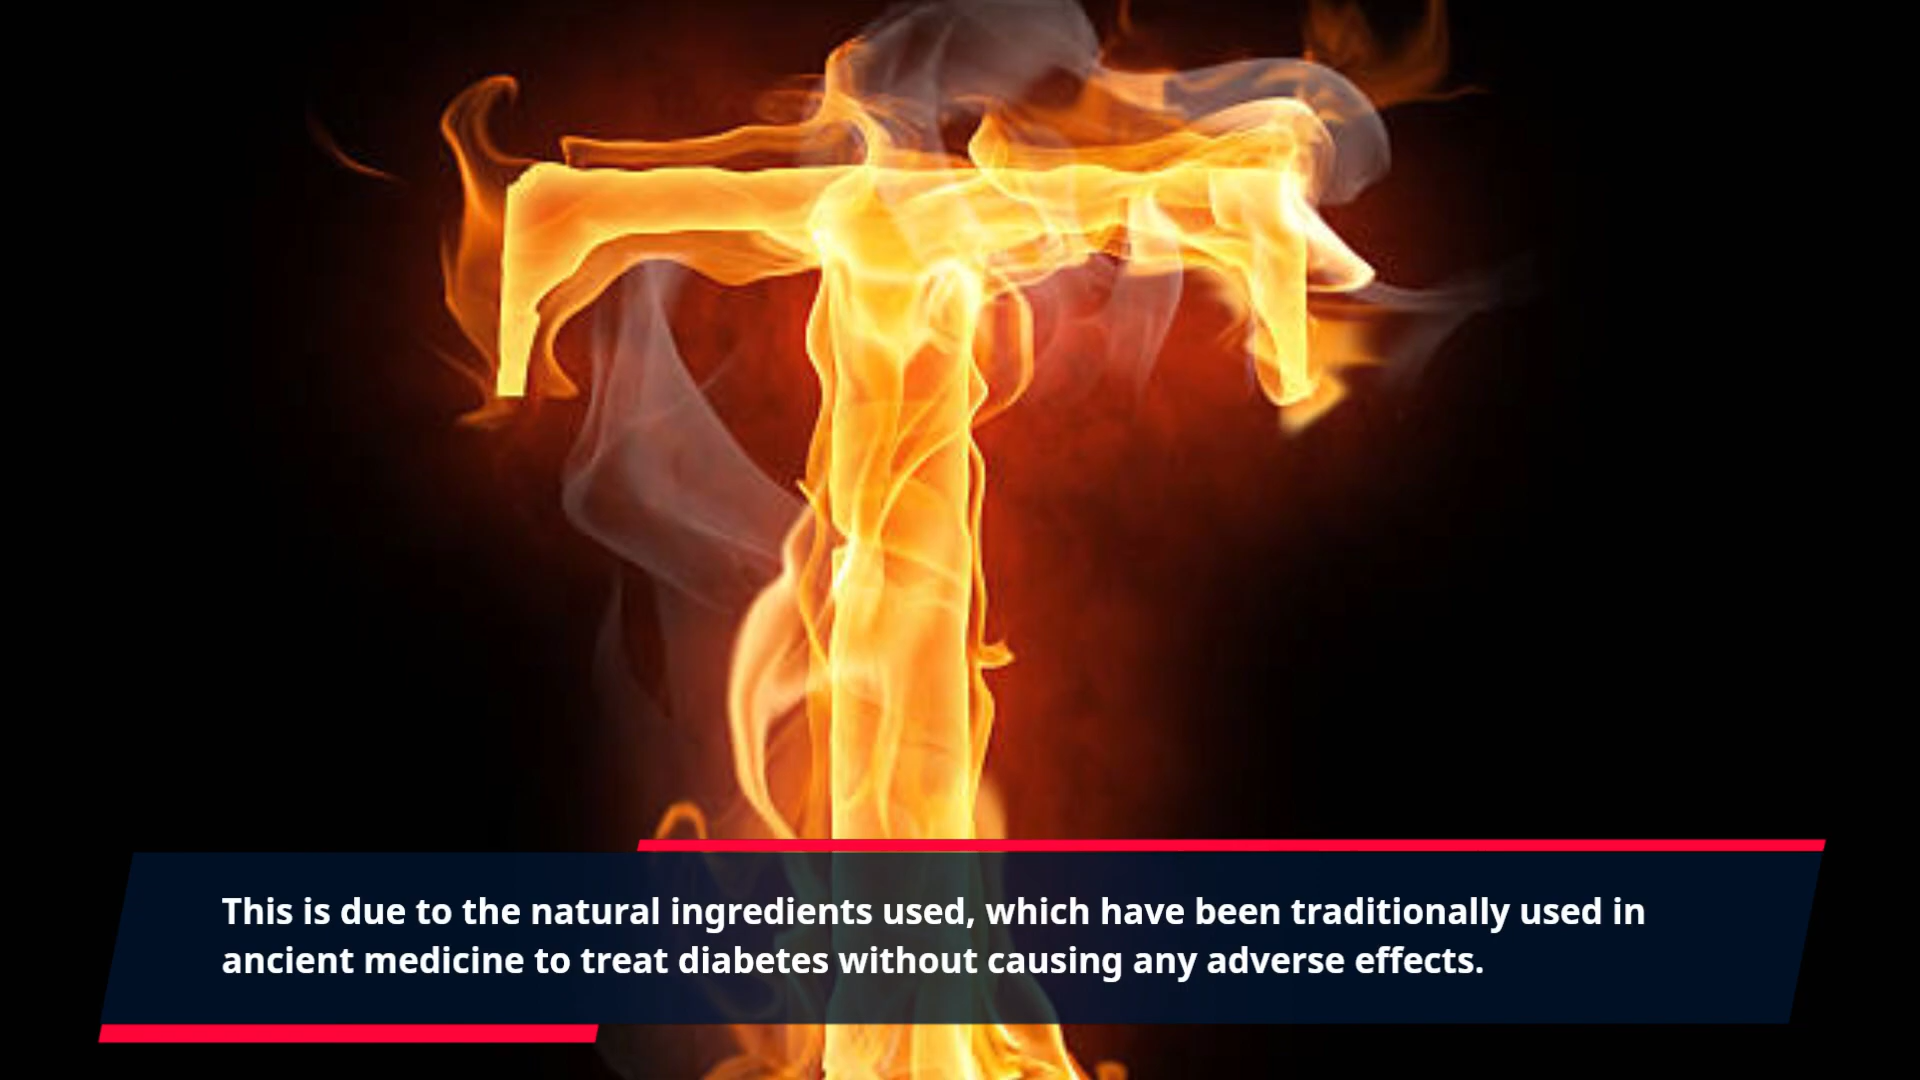 T
This is due to the natural ingredients used, which have been traditionally used in
ancient medicine to treat diabetes without causing any adverse effects.